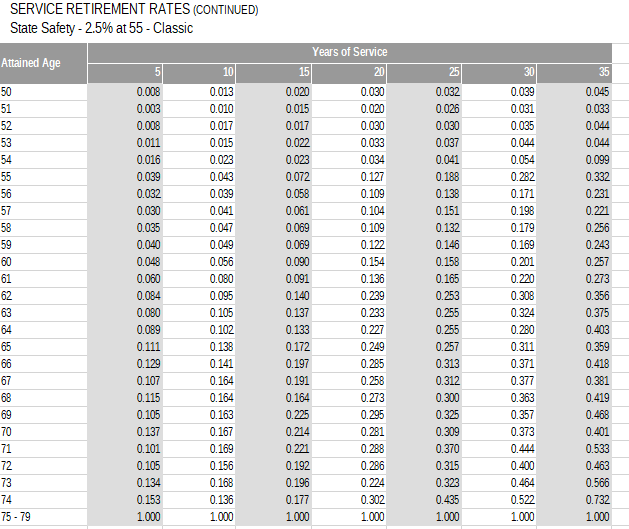 SERVICE RETIREMENT RATES (CONTINUED)
State Safety - 2.5% at 55 - Classic
Attained Age Years of Service
5 10 15 20 25 30 35
50 0.008 0.013 0.020 0.030 0.032 0.039 0.045
51 0.003 0.010 0.015 0.020 0.026 0.031 0.033
52 0.008 0.017 0.017 0.030 0.030 0.035 0.044
53 0.011 0.015 0.022 0.033 0.037 0.044 0.044
54 0.016 0.023 0.023 0.034 0.041 0.054 0.099
55 0.039 0.043 0.072 0.127 0.188 0.282 0.332
56 0.032 0.039 0.058 0.109 0.138 0.171 0.231
57 0.030 0.041 0.061 0.104 0.151 0.198 0.221
58 0.035 0.047 0.069 0.109 0.132 0.179 0.256
59 0.040 0.049 0.069 0.122 0.146 0.169 0.243
60 0.048 0.056 0.090 0.154 0.158 0.201 0.257
61 0.060 0.080 0.091 0.136 0.165 0.220 0.273
62 0.084 0.095 0.140 0.239 0.253 0.308 0.356
63 0.080 0.105 0.137 0.233 0.255 0.324 0.375
64 0.089 0.102 0.133 0.227 0.255 0.280 0.403
65 0.111 0.138 0.172 0.249 0.257 0.311 0.359
66 0.129 0.141 0.197 0.285 0.313 0.371 0.418
67 0.107 0.164 0.191 0.258 0.312 0.377 0.381
68 0.115 0.164 0.164 0.273 0.300 0.363 0.419
69 0.105 0.163 0.225 0.295 0.325 0.357 0.468
70 0.137 0.167 0.214 0.281 0.309 0.373 0.401
71 0.101 0.169 0.221 0.288 0.370 0.444 0.533
72 0.105 0.156 0.192 0.286 0.315 0.400 0.463
73 0.134 0.168 0.196 0.224 0.323 0.464 0.566
74 0.153 0.136 0.177 0.302 0.435 0.522 0.732
75 - 79 1.000 1.000 1.000 1.000 1.000 1.000 1.000